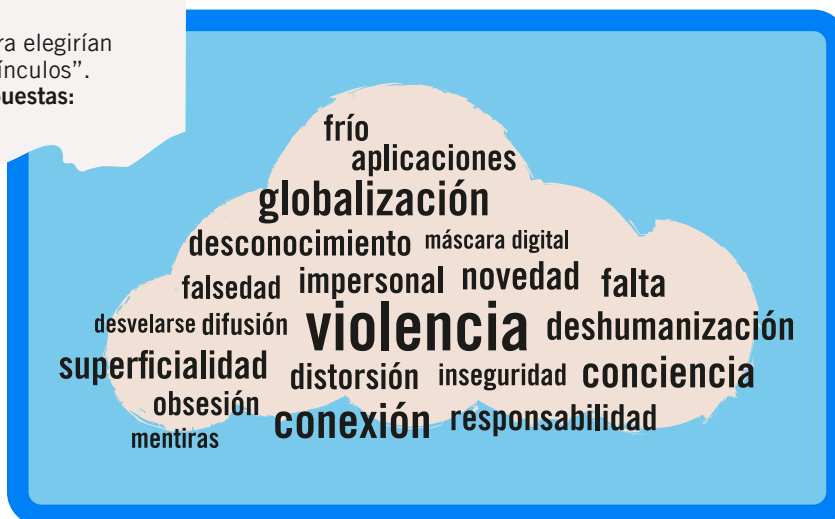 ra elegirían
ínculos”.
puestas:
frío
aplicaciones
globalización
desconocimiento máscara digital
falsedad impersonal novedad falta
desvelarse difusión violencia deshumanización
superficialidad distorsión inseguridad conciencia
obsesión conexión responsabilidad
mentiras